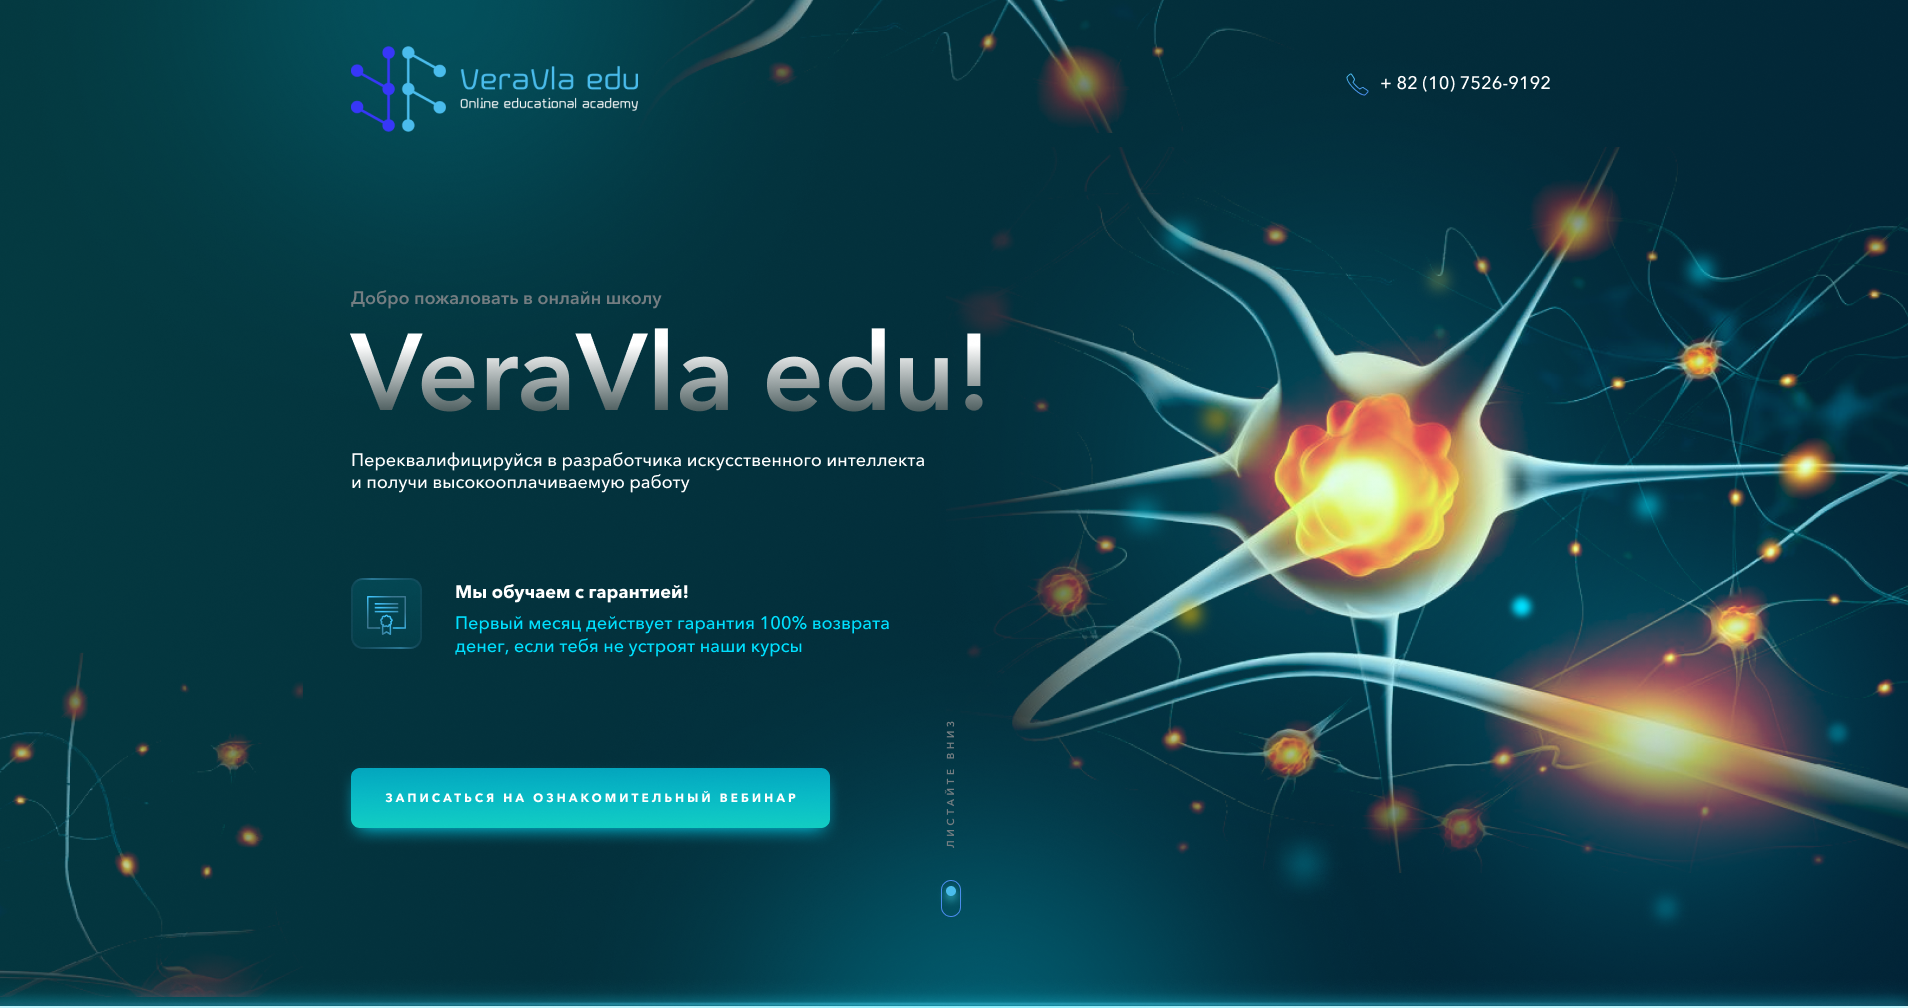 VeraVla edu
Online educational academy
+ 82 (10) 7526-9192
Добро пожаловать в онлайн школу
VeraVla edu!
Переквалифицируйся в разработчика искусственного интеллекта
и получи высокооплачиваемую работу
Мы обучаем с гарантией!
Первый месяц действует гарантия 100% возврата
денег, если тебя не устроят наши курсы
ЗАПИСАТЬСЯ НА ОЗНАКОМИТЕЛЬНЫЙ ВЕБИНАР
ЛИСТАЙТЕ ВНИЗ